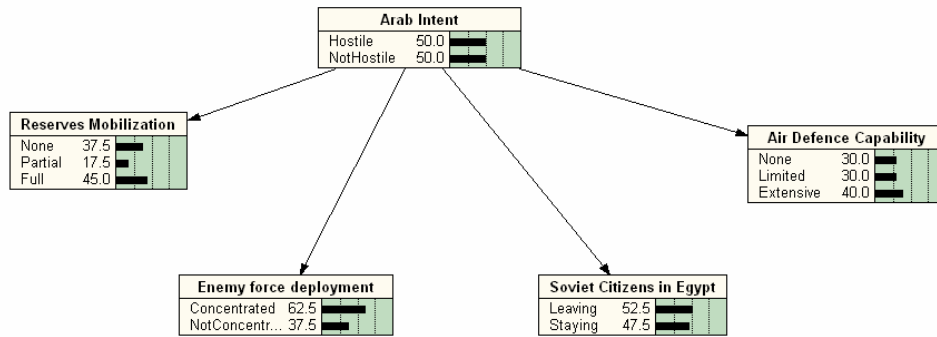 Arab Intent
Hostile 50.0
NotHostile 50.0
Reserves Mobilization
None 37.5
Partial 17.5
Full 45.0
Air Defence Capability
None 30.0
Limited 30.0
Extensive 40.0
Enemy force deployment
Concentrated 62.5
NotConcentr... 37.5
Soviet Citizens in Egypt
Leaving 52.5
Staying 47.5